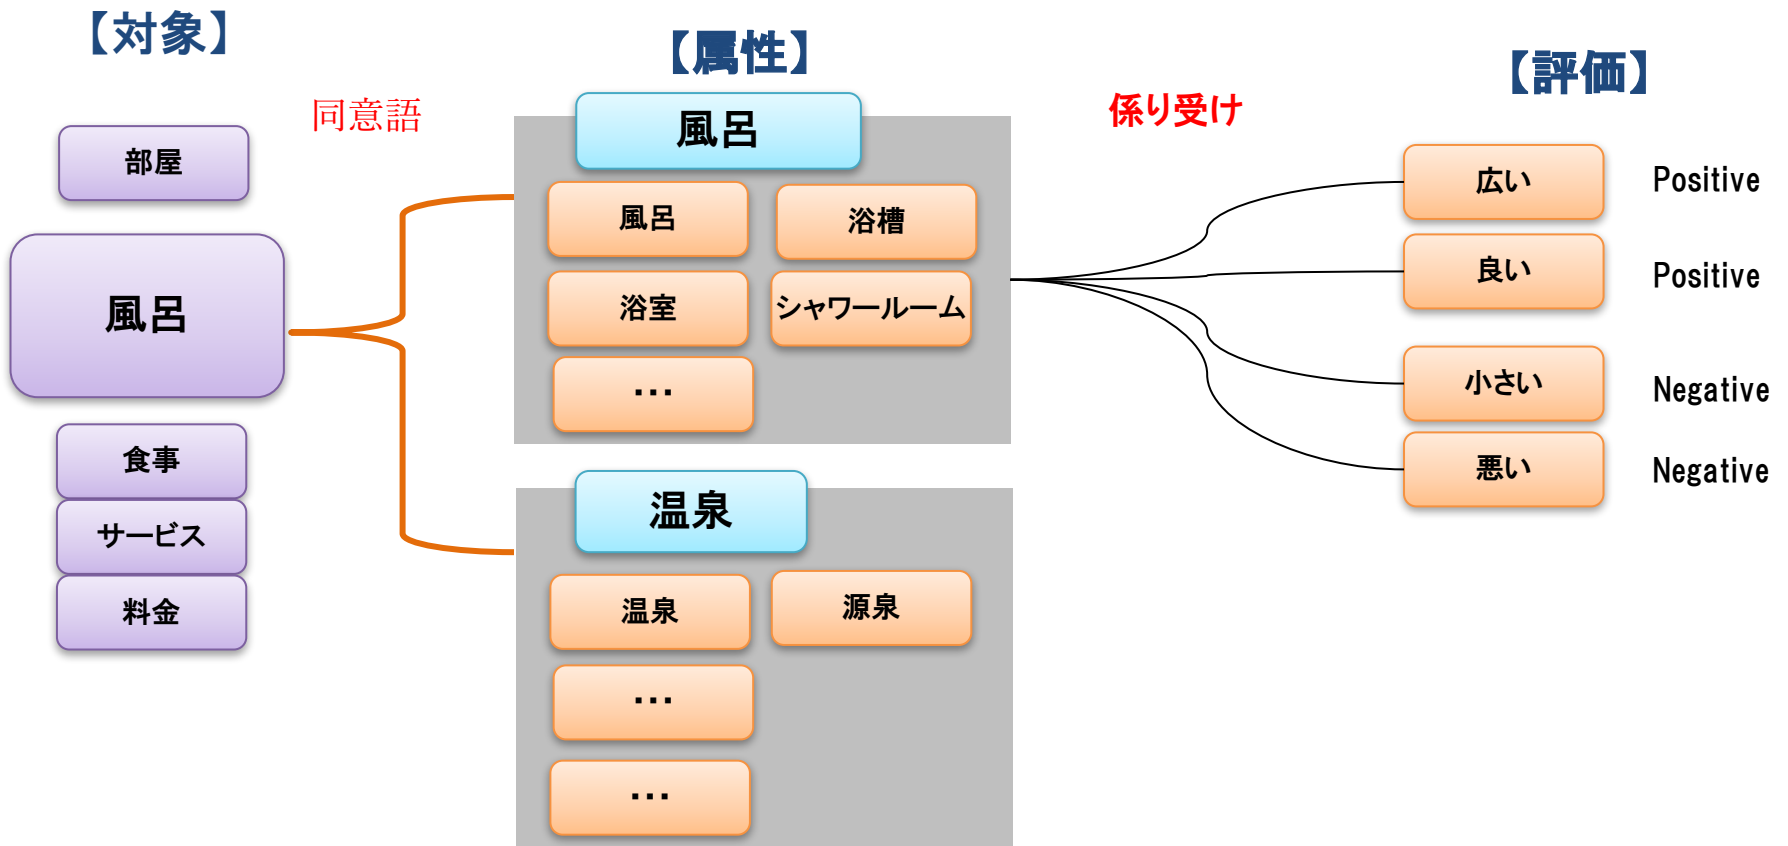 【対象】
部屋
風呂
食事
サービス
料金
同意語
【属性】
風呂
風呂
浴槽
浴室
シャワールーム
・・・
温泉
温泉
源泉
・・・
・・・
係り受け
【評価】
広い
Positive
良い
Positive
小さい
Negative
悪い
Negative